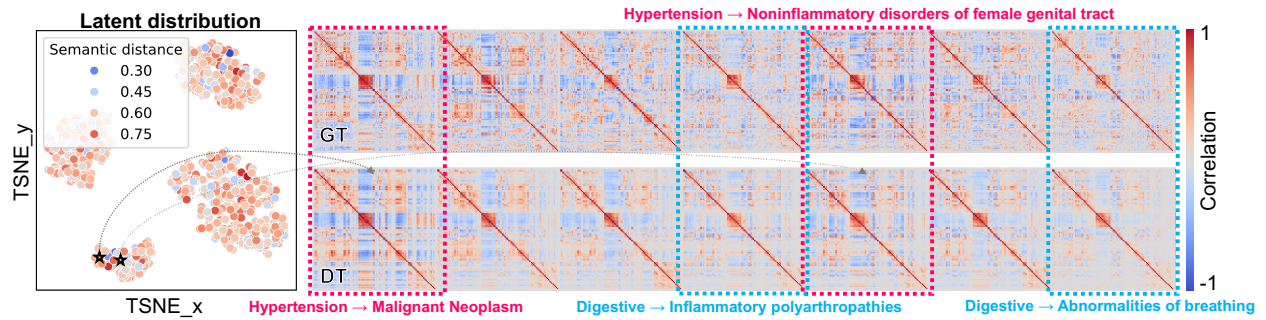 Hypertension → Noninflammatory disorders of female genital tract
Latent distribution
Semantic distance
0.30
0.45
0.60
0.75
TSNE_y
TSNE_x
GT
DT
1
Correlation
-1
Hypertension → Malignant Neoplasm
Digestive → Inflammatory polyarthropathies
Digestive → Abnormalities of breathing